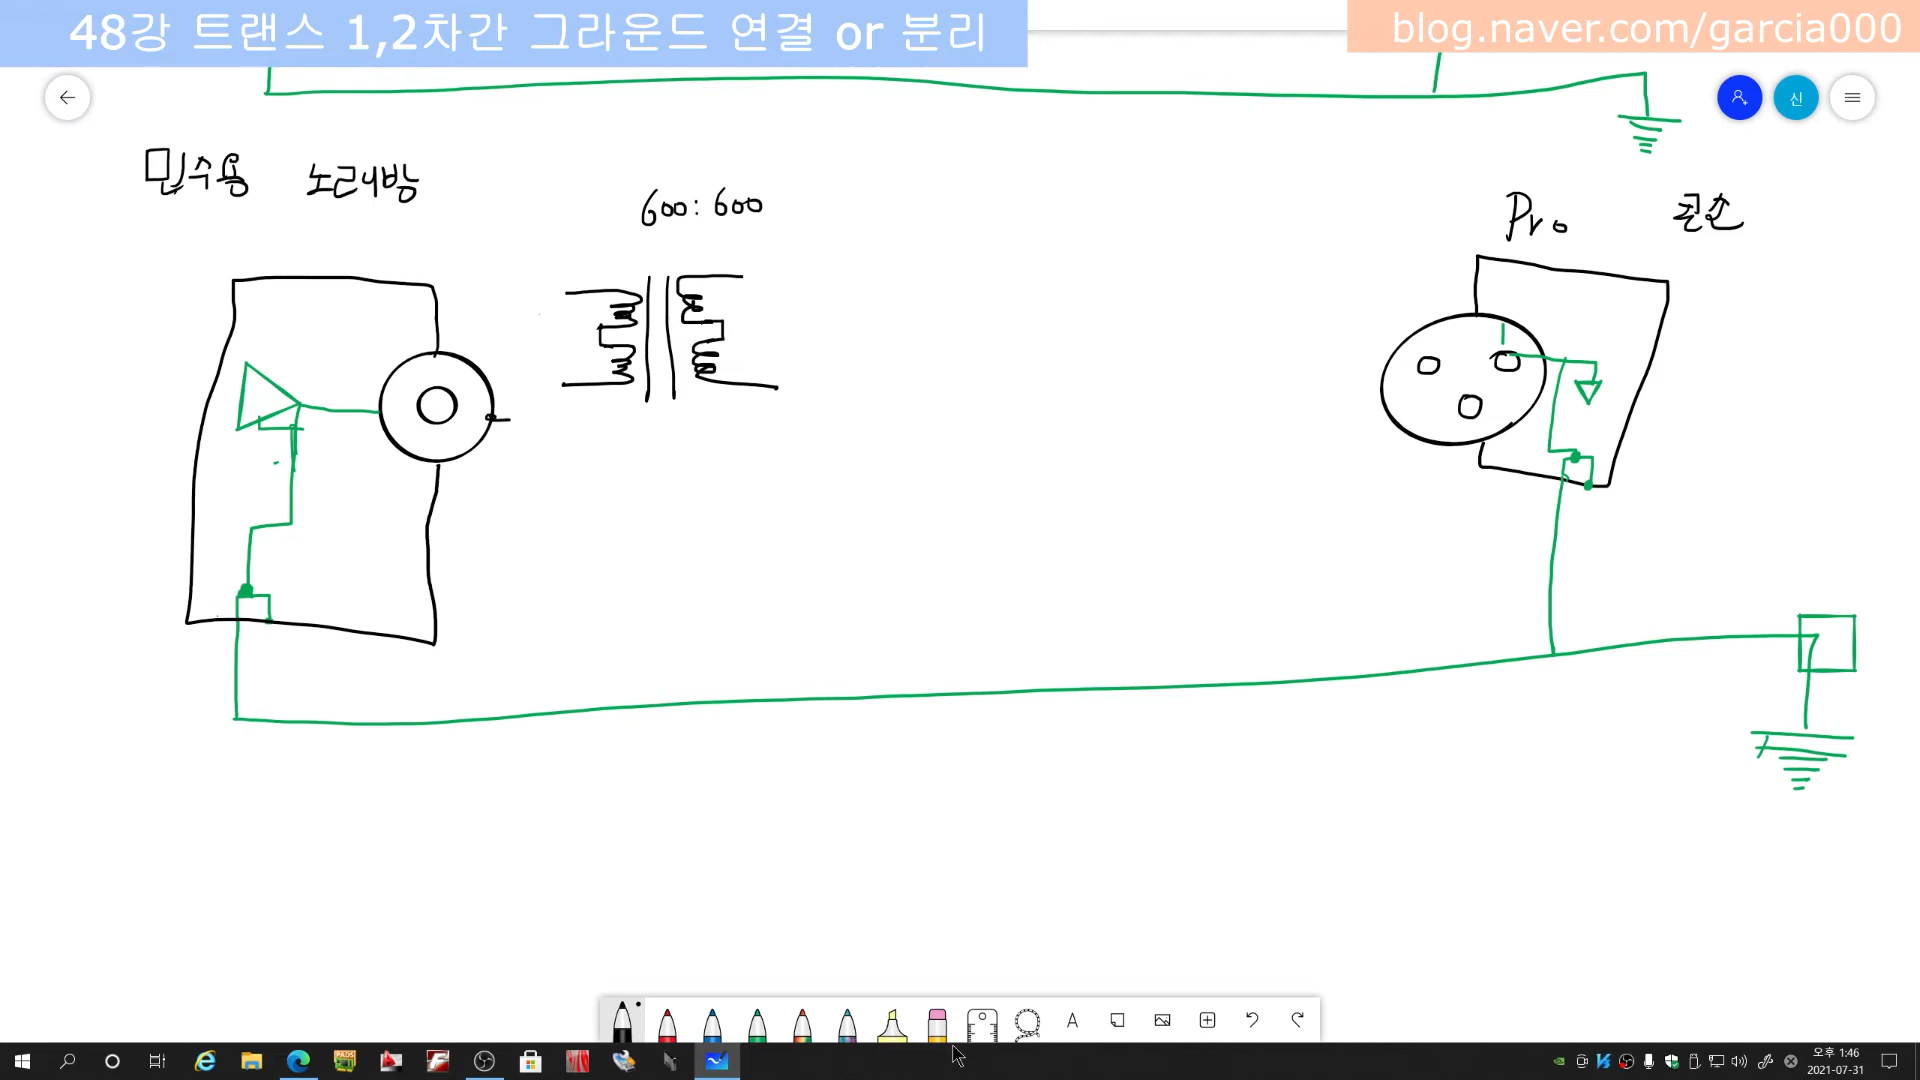 48강 트랜스 1,2차간 그라운드 연결 or 분리
blog.naver.com/garcia000
신
민수용 노래방
600:600
Pro 콘솔
A
오후 1:46
2021-07-31